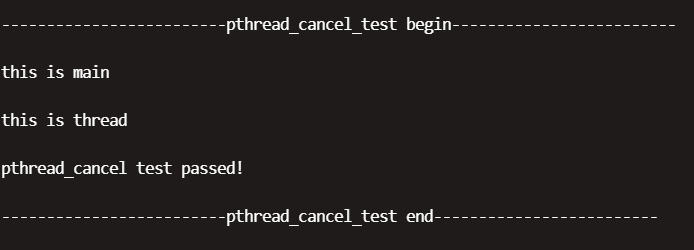 -------------------------pthread_cancel_test begin-------------------------
this is main
this is thread
pthread_cancel test passed!
-------------------------pthread_cancel_test end-------------------------